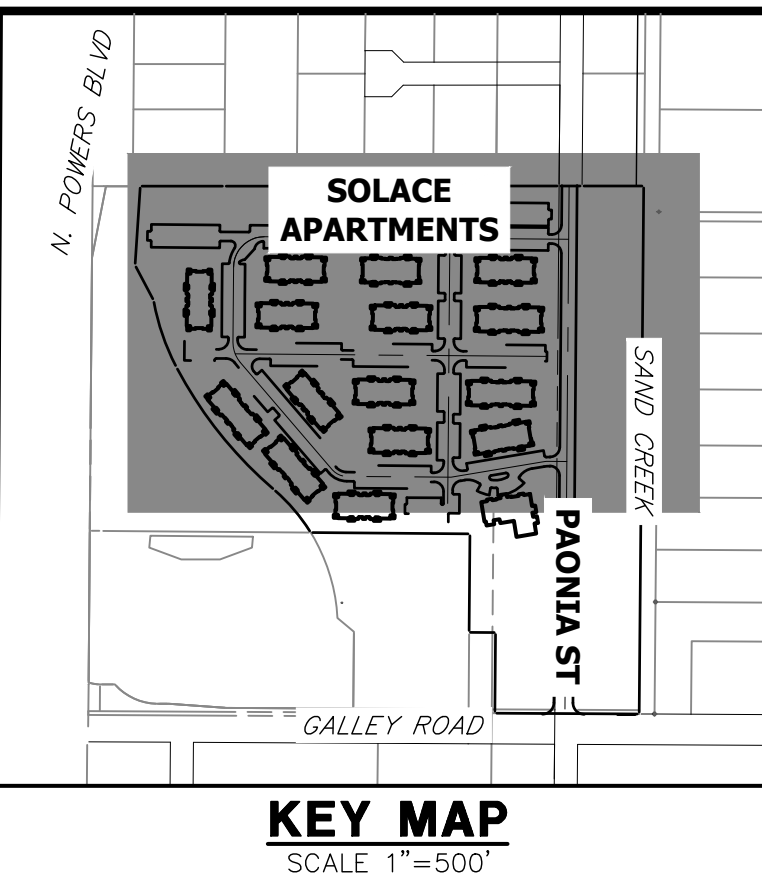 N. POWERS BLVD
SOLACE
APARTMENTS
SAND CREEK
PAONIA ST
GALLEY ROAD
KEY MAP
SCALE 1"=500'